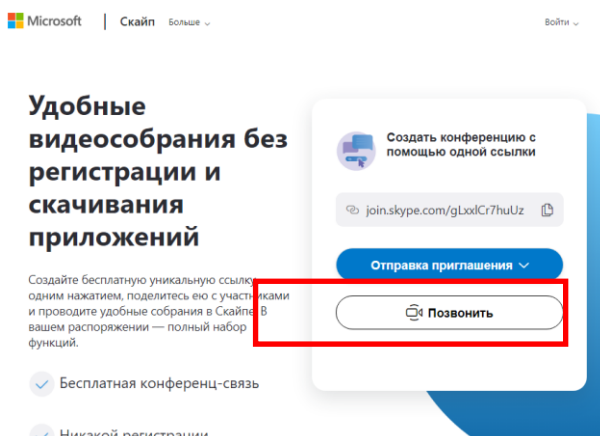 Microsoft
Скайп
Больше
Войти
Удобные
видеособрания без
регистрации и
скачивания
приложений
Создайте бесплатную уникальную ссылку
одним нажатием, поделитесь ею с участниками
и проводите удобные собрания в Скайпе. В
вашем распоряжении — полный набор
функций.
Бесплатная конференц-связь
Никакой регистрации
Создать конференцию с
помощью одной ссылки
join.skype.com/gLxxlCr7huUz
Отправка приглашения
Позвонить